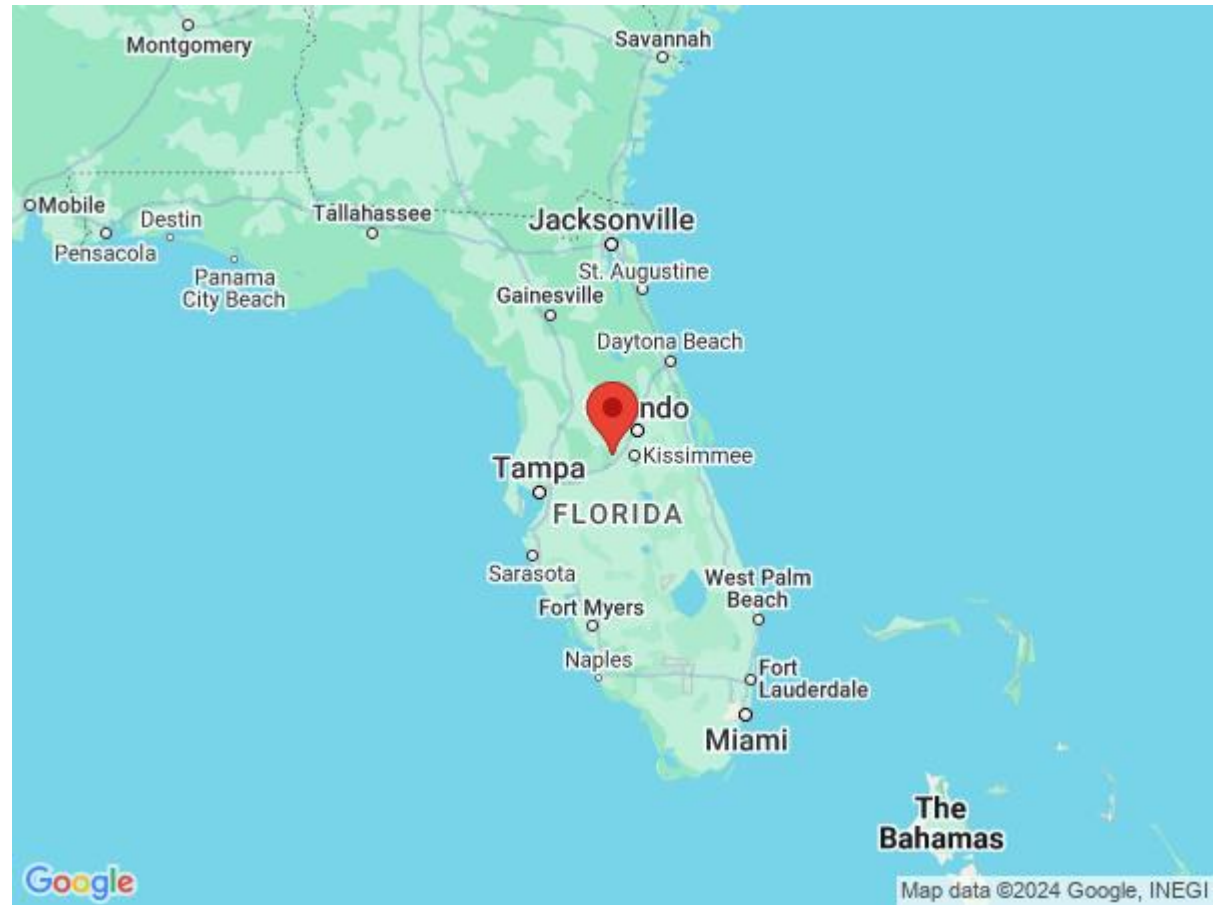 Montgomery
Savannah
Mobile
Destin
Tallahassee
Jacksonville
Pensacola
Panama
City Beach
St. Augustine
Gainesville
Daytona Beach
ndo
Kissimmee
Tampa
FLORIDA
Sarasota
West Palm
Beach
Fort Myers
Naples
Fort
Lauderdale
Miami
The
Bahamas
Google
Map data ©2024 Google, INEGI